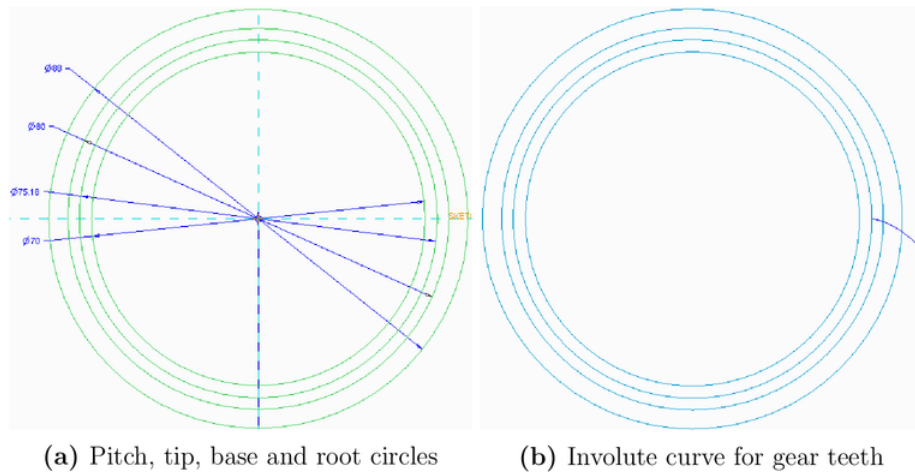 Ø88
Ø80
Ø75.18
Ø70
(a) Pitch, tip, base and root circles
(b) Involute curve for gear teeth